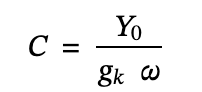 C = Y₀ / (gₖ ω)